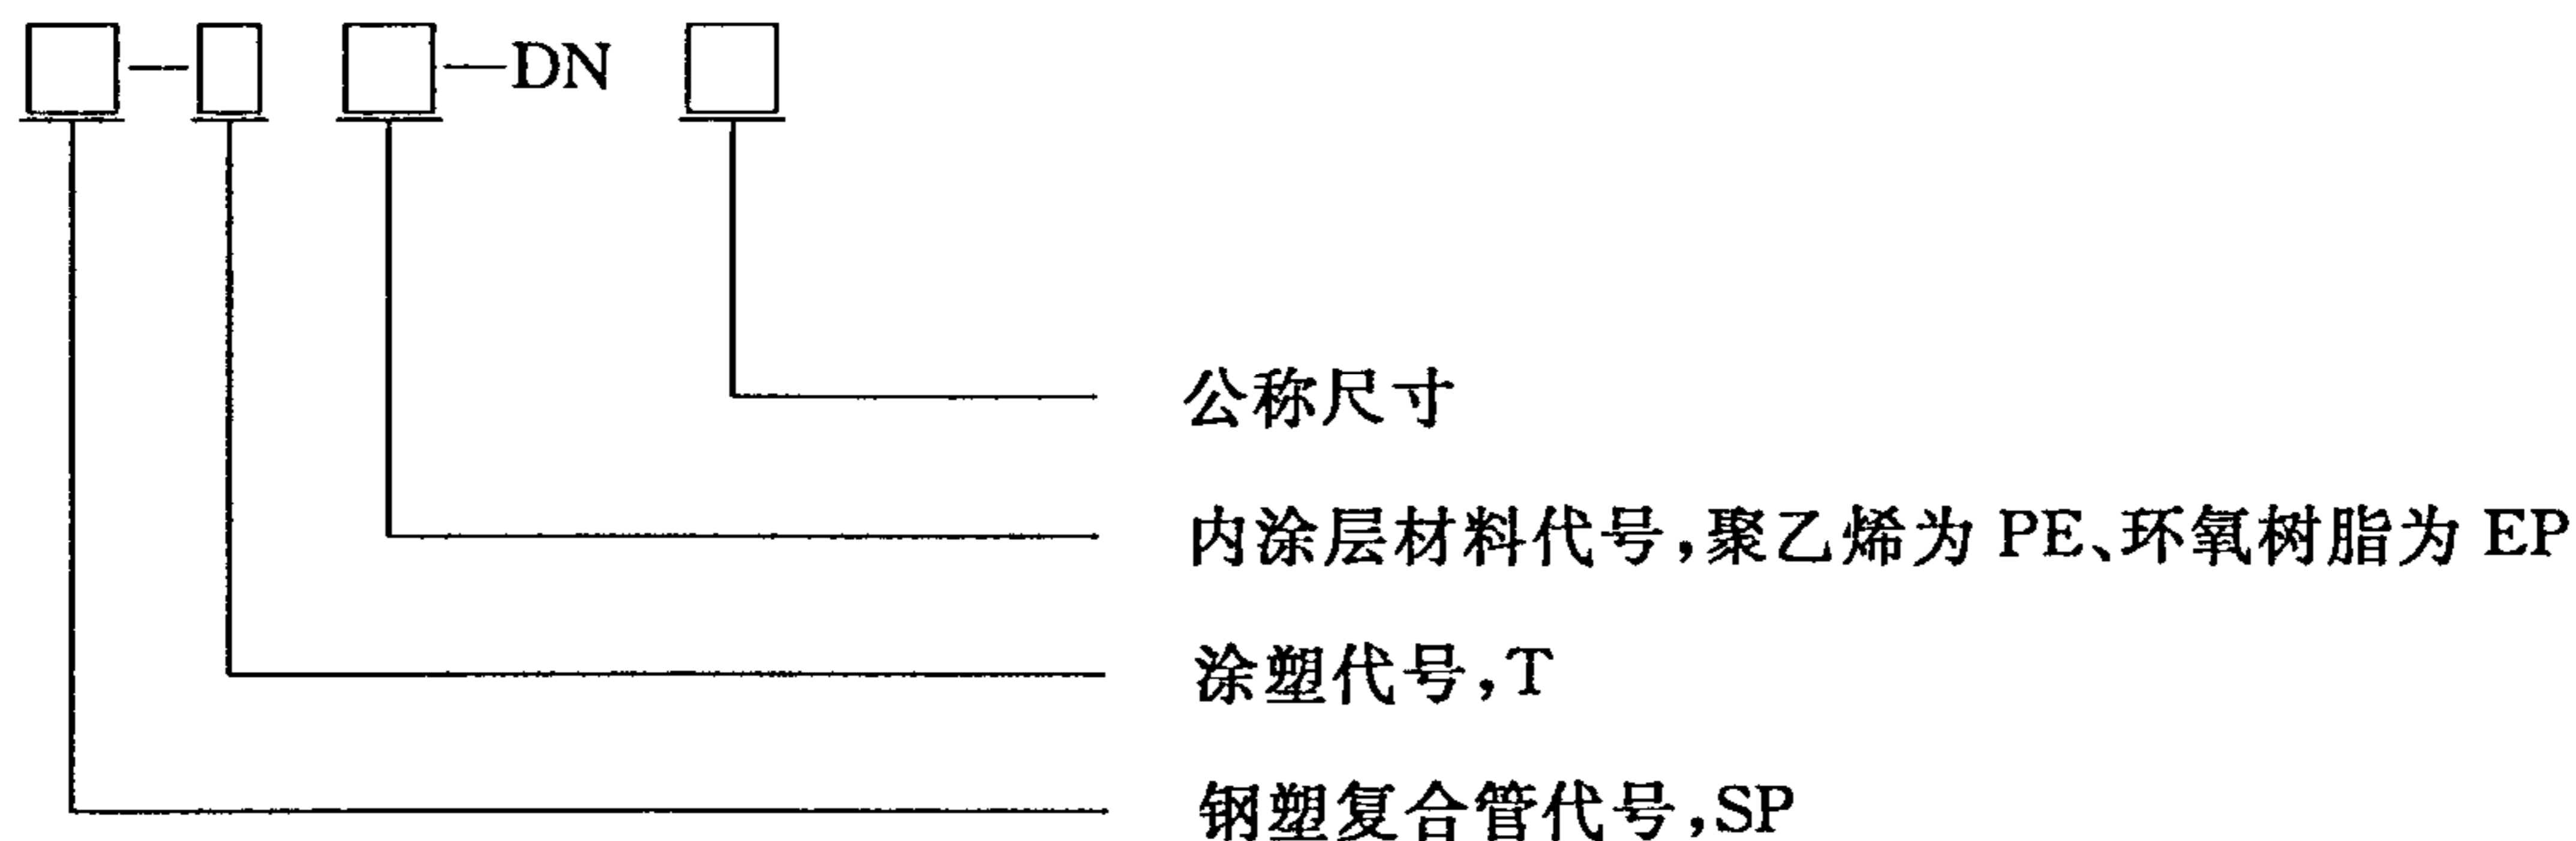 □—□ □—DN □
公称尺寸
内涂层材料代号,聚乙烯为 PE、环氧树脂为 EP
涂塑代号,T
钢塑复合管代号,SP